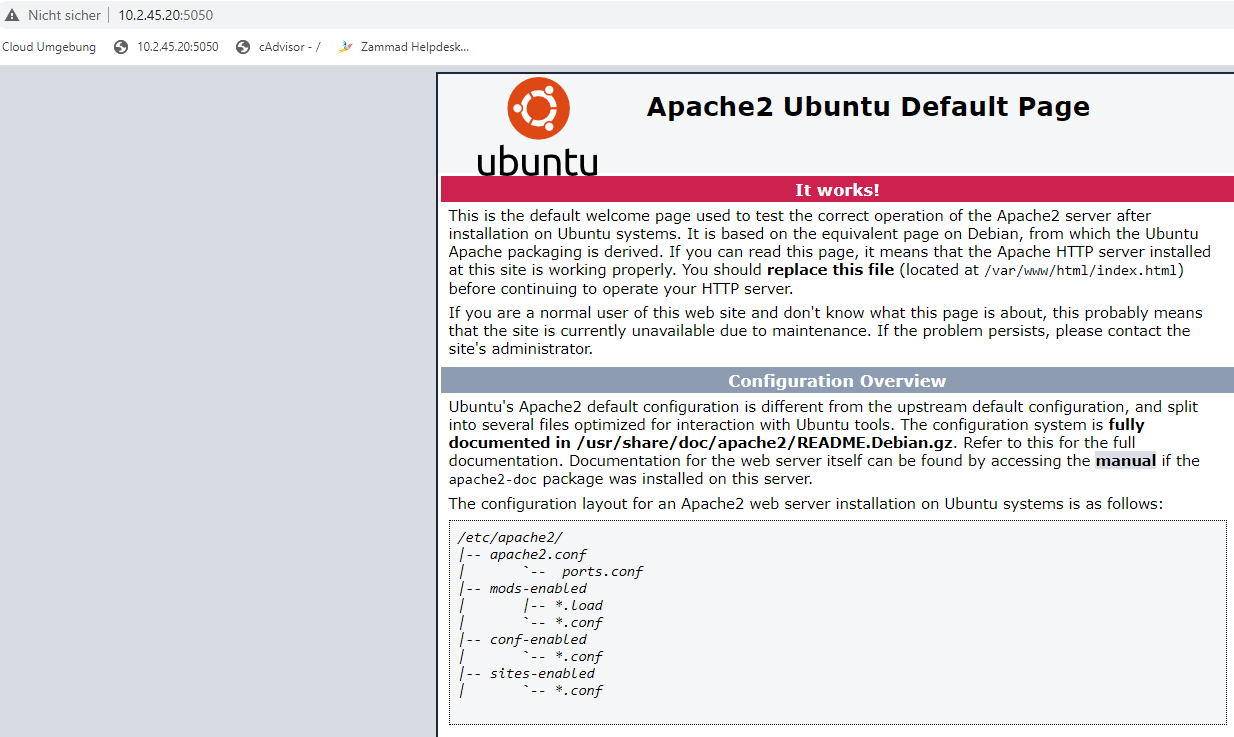 Nicht sicher 10.2.45.20:5050
Cloud Umgebung 10.2.45.20:5050 cAdvisor - / Zammad Helpdesk...
ubuntu
Apache2 Ubuntu Default Page
It works!
This is the default welcome page used to test the correct operation of the Apache2 server after
installation on Ubuntu systems. It is based on the equivalent page on Debian, from which the Ubuntu
Apache packaging is derived. If you can read this page, it means that the Apache HTTP server installed
at this site is working properly. You should replace this file (located at /var/www/html/index.html)
before continuing to operate your HTTP server.
If you are a normal user of this web site and don't know what this page is about, this probably means
that the site is currently unavailable due to maintenance. If the problem persists, please contact the
site's administrator.
Configuration Overview
Ubuntu's Apache2 default configuration is different from the upstream default configuration, and split
into several files optimized for interaction with Ubuntu tools. The configuration system is fully
documented in /usr/share/doc/apache2/README.Debian.gz. Refer to this for the full
documentation. Documentation for the web server itself can be found by accessing the manual if the
apache2-doc package was installed on this server.
The configuration layout for an Apache2 web server installation on Ubuntu systems is as follows:
/etc/apache2/
|-- apache2.conf
|       `--  ports.conf
|-- mods-enabled
|       |-- *.load
|       `-- *.conf
|-- conf-enabled
|       `-- *.conf
|-- sites-enabled
|       `-- *.conf